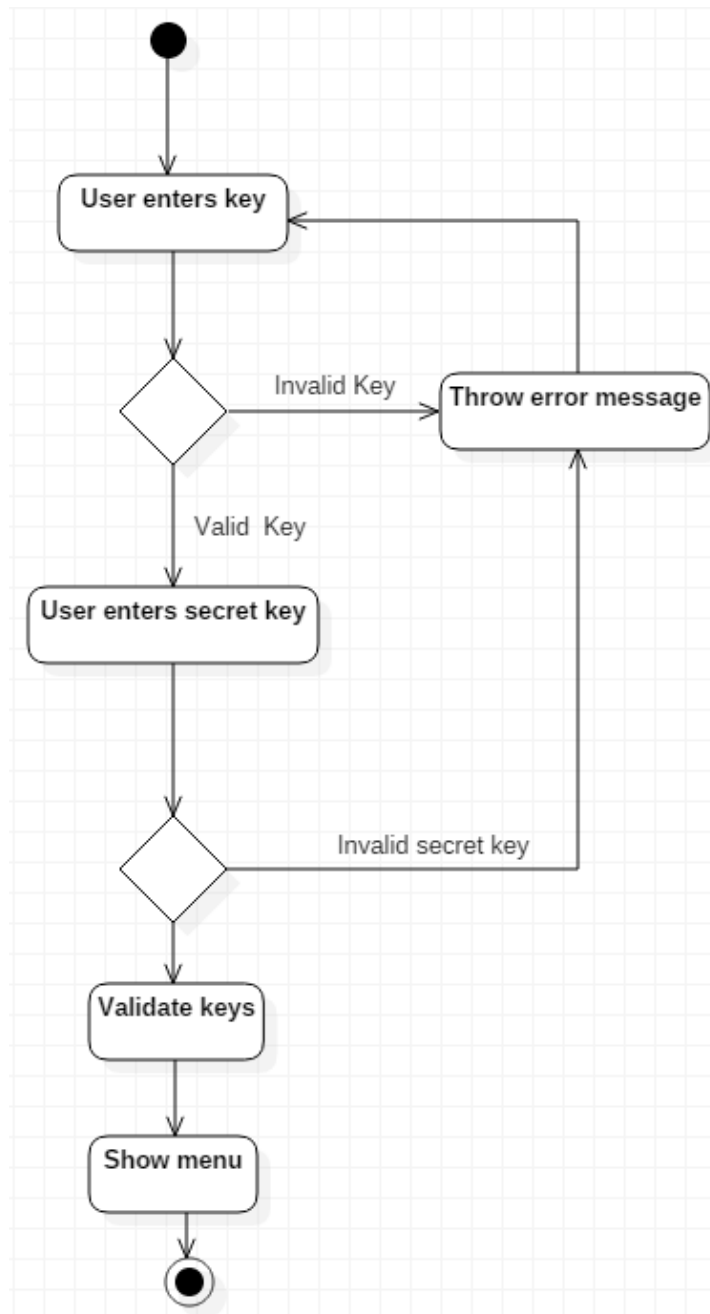 User enters key
Invalid Key
Throw error message
Valid  Key
User enters secret key
Invalid secret key
Validate keys
Show menu